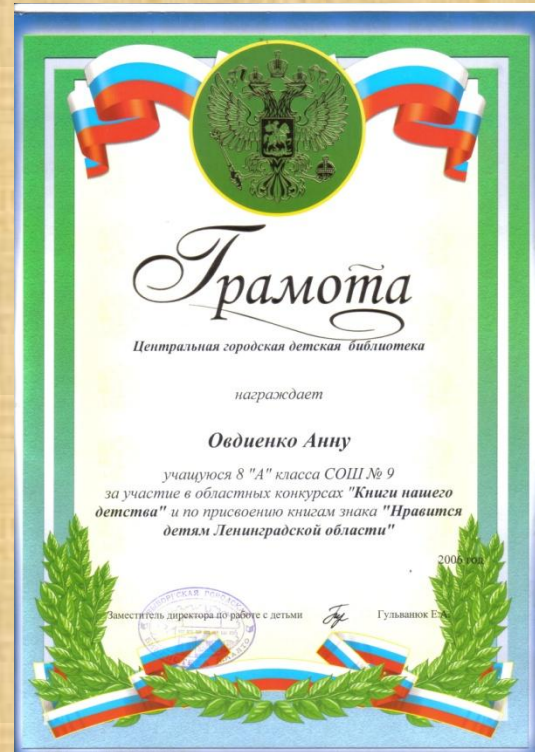 Грамота
Центральная городская детская библиотека
награждает
Овдиенко Анну
учащуюся 8 "А" класса СОШ № 9
за участие в областных конкурсах "Книги нашего
детства" и по присвоению книгам знака "Нравится
детям Ленинградской области"
2006 год
Заместитель директора по работе с детьми Гульванюк Е.А.